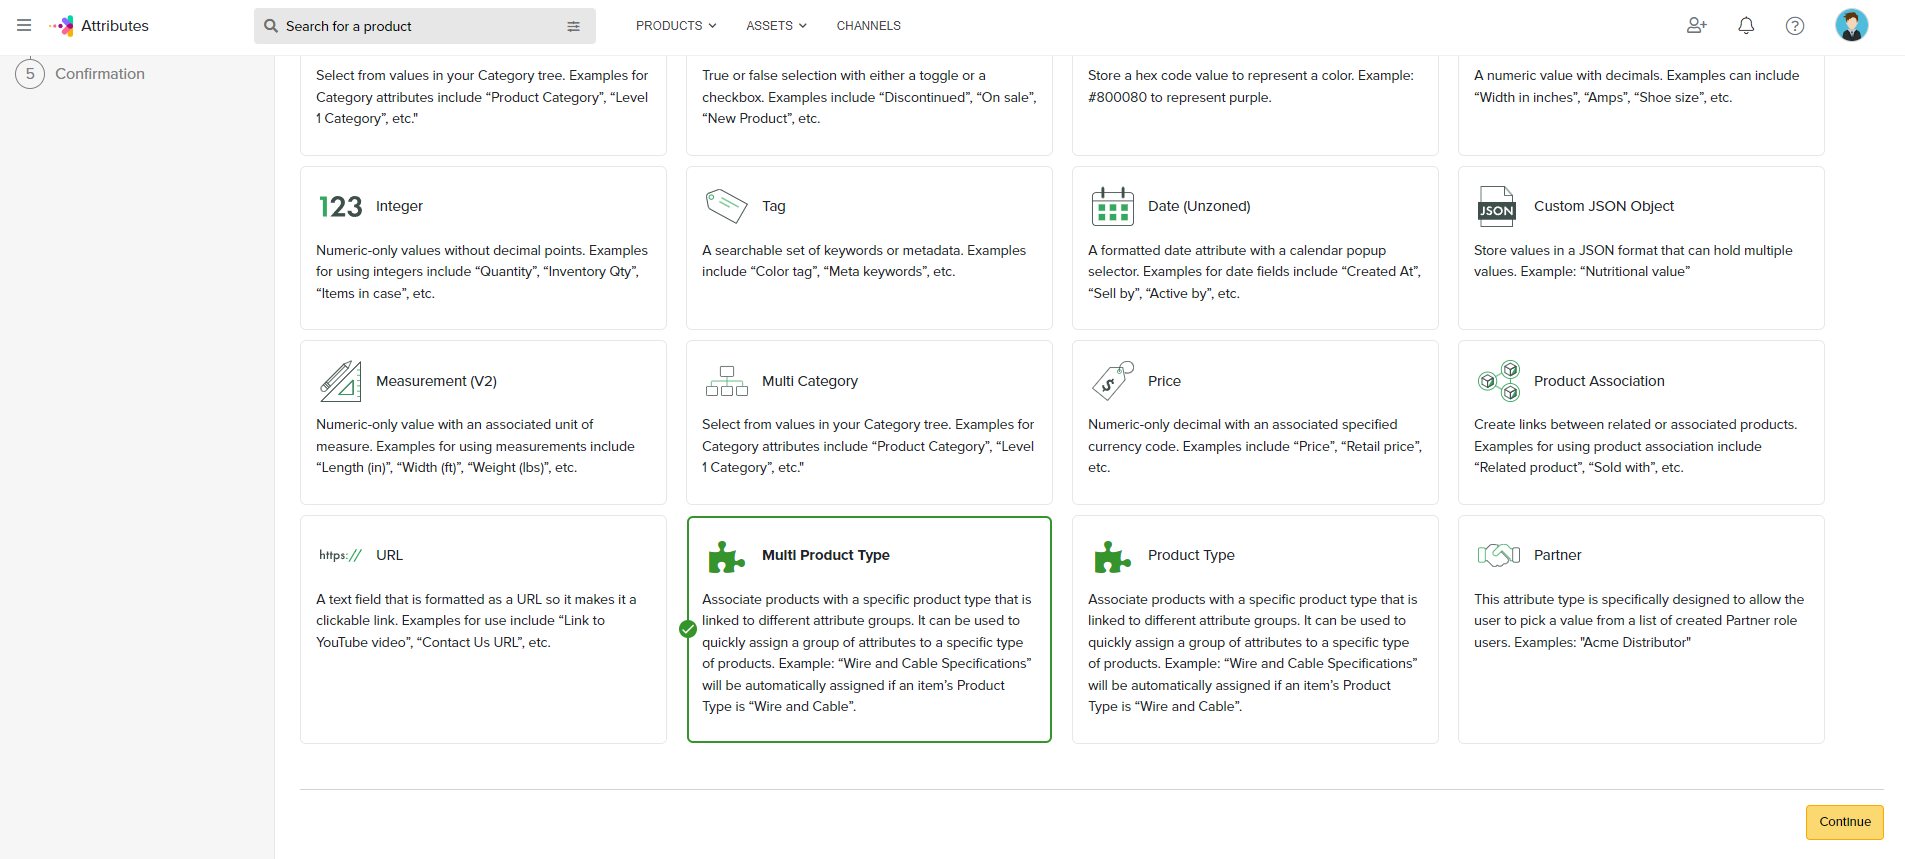 Attributes
Search for a product
PRODUCTS
ASSETS
CHANNELS
5 Confirmation
Select from values in your Category tree. Examples for
Category attributes include “Product Category”, “Level
1 Category”, etc."
True or false selection with either a toggle or a
checkbox. Examples include “Discontinued”, “On sale”,
“New Product”, etc.
Store a hex code value to represent a color. Example:
#800080 to represent purple.
A numeric value with decimals. Examples can include
“Width in inches”, “Amps”, “Shoe size”, etc.
123 Integer
Numeric-only values without decimal points. Examples
for using integers include “Quantity”, “Inventory Qty”,
“Items in case”, etc.
Tag
A searchable set of keywords or metadata. Examples
include “Color tag”, “Meta keywords”, etc.
Date (Unzoned)
A formatted date attribute with a calendar popup
selector. Examples for date fields include “Created At”,
“Sell by”, “Active by”, etc.
JSON Custom JSON Object
Store values in a JSON format that can hold multiple
values. Example: “Nutritional value”
Measurement (V2)
Numeric-only value with an associated unit of
measure. Examples for using measurements include
“Length (in)”, “Width (ft)”, “Weight (lbs)”, etc.
Multi Category
Select from values in your Category tree. Examples for
Category attributes include “Product Category”, “Level
1 Category”, etc."
$ Price
Numeric-only decimal with an associated specified
currency code. Examples include “Price”, “Retail price”,
etc.
Product Association
Create links between related or associated products.
Examples for using product association include
“Related product”, “Sold with”, etc.
https:// URL
A text field that is formatted as a URL so it makes it a
clickable link. Examples for use include “Link to
YouTube video”, “Contact Us URL”, etc.
Multi Product Type
Associate products with a specific product type that is
linked to different attribute groups. It can be used to
quickly assign a group of attributes to a specific type
of products. Example: “Wire and Cable Specifications”
will be automatically assigned if an item’s Product
Type is “Wire and Cable”.
Product Type
Associate products with a specific product type that is
linked to different attribute groups. It can be used to
quickly assign a group of attributes to a specific type
of products. Example: “Wire and Cable Specifications”
will be automatically assigned if an item’s Product
Type is “Wire and Cable”.
Partner
This attribute type is specifically designed to allow the
user to pick a value from a list of created Partner role
users. Examples: "Acme Distributor"
Continue